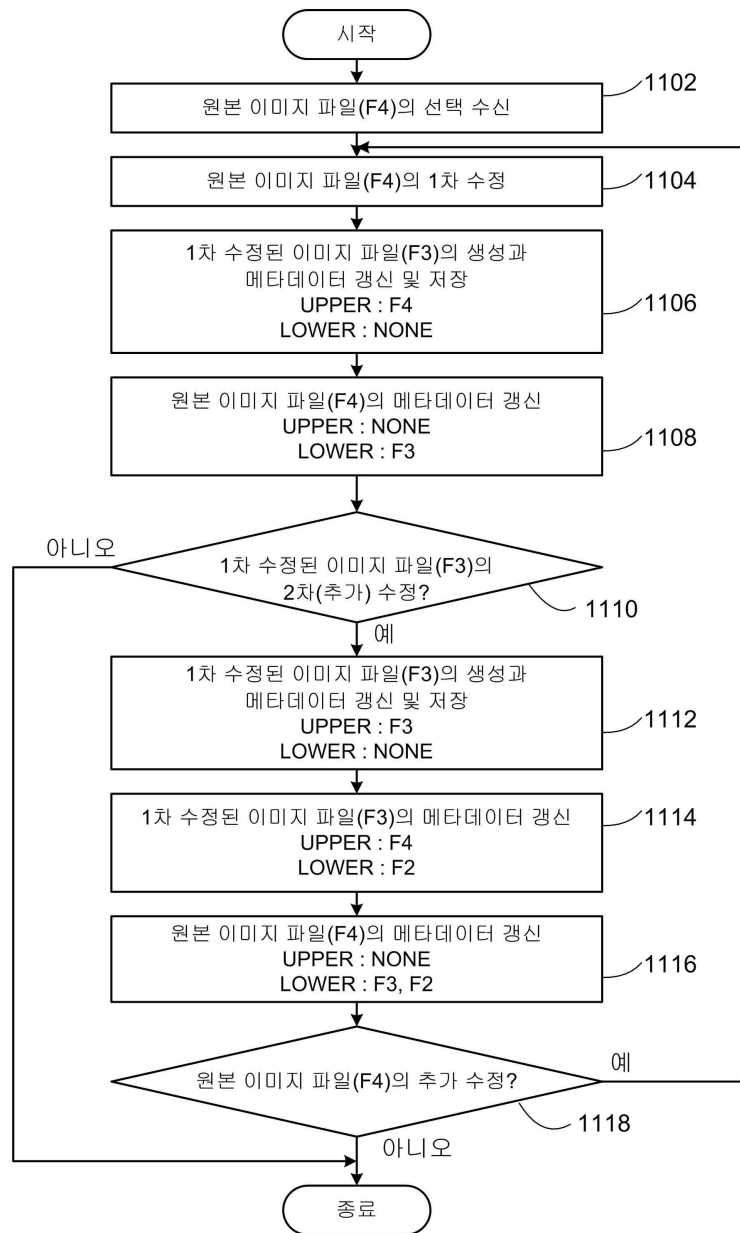 시작
원본 이미지 파일(F4)의 선택 수신
1102
원본 이미지 파일(F4)의 1차 수정
1104
1차 수정된 이미지 파일(F3)의 생성과
메타데이터 갱신 및 저장
UPPER : F4
LOWER : NONE
1106
원본 이미지 파일(F4)의 메타데이터 갱신
UPPER : NONE
LOWER : F3
1108
아니오
1차 수정된 이미지 파일(F3)의
2차(추가) 수정?
1110
예
1차 수정된 이미지 파일(F3)의 생성과
메타데이터 갱신 및 저장
UPPER : F3
LOWER : NONE
1112
1차 수정된 이미지 파일(F3)의 메타데이터 갱신
UPPER : F4
LOWER : F2
1114
원본 이미지 파일(F4)의 메타데이터 갱신
UPPER : NONE
LOWER : F3, F2
1116
원본 이미지 파일(F4)의 추가 수정?
예
1118
아니오
종료